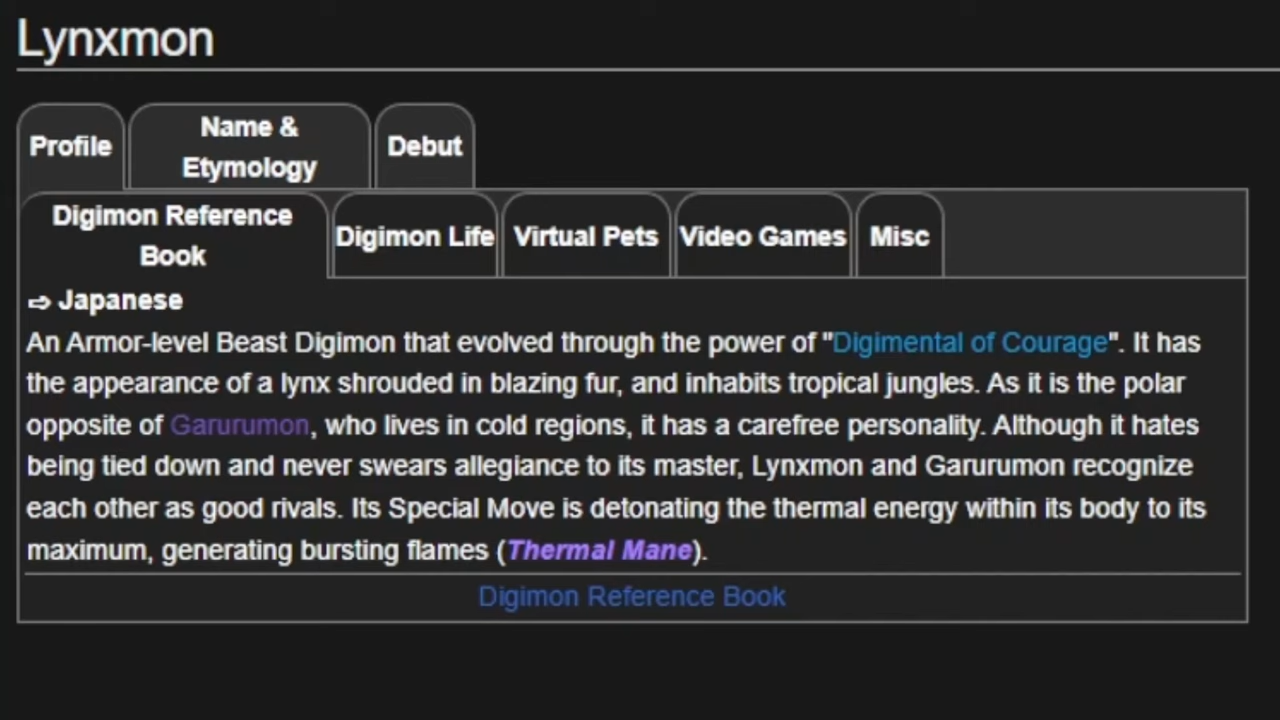 Lynxmon
Profile
Name &
Etymology
Debut
Digimon Reference
Book
Digimon Life
Virtual Pets
Video Games
Misc
⇨ Japanese
An Armor-level Beast Digimon that evolved through the power of "Digimental of Courage". It has
the appearance of a lynx shrouded in blazing fur, and inhabits tropical jungles. As it is the polar
opposite of Garurumon, who lives in cold regions, it has a carefree personality. Although it hates
being tied down and never swears allegiance to its master, Lynxmon and Garurumon recognize
each other as good rivals. Its Special Move is detonating the thermal energy within its body to its
maximum, generating bursting flames (Thermal Mane).
Digimon Reference Book